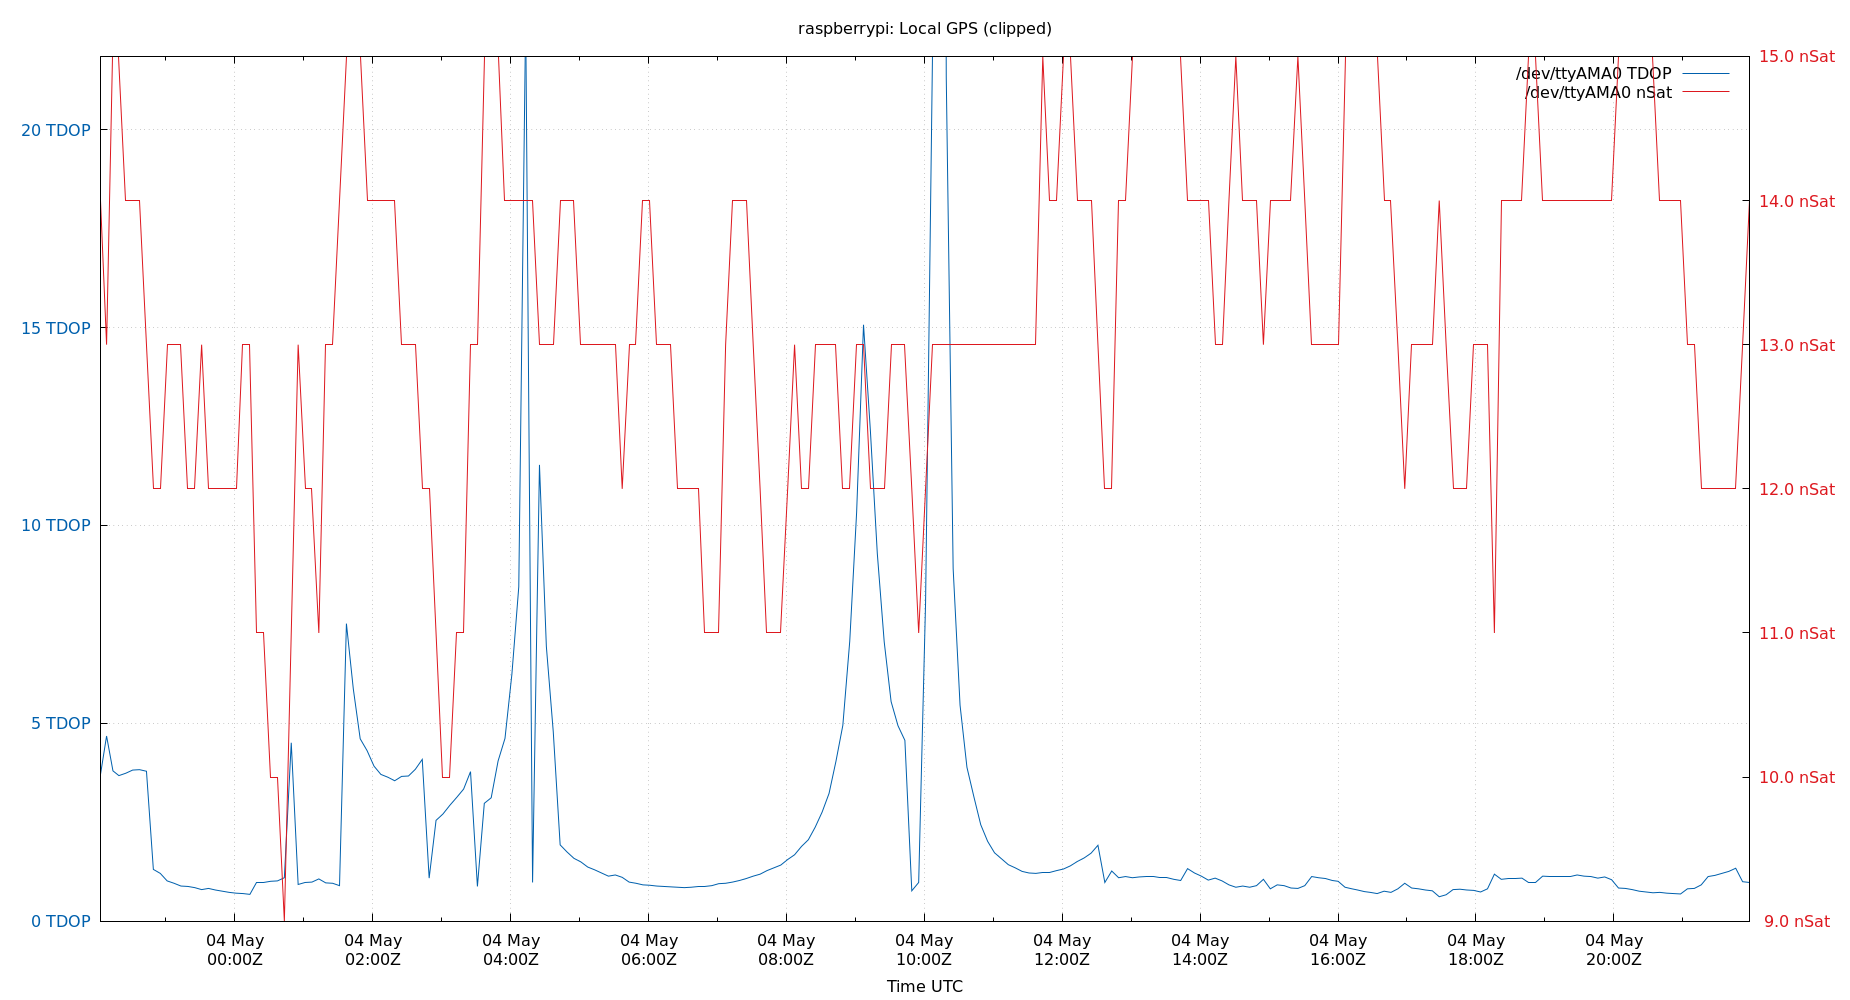 raspberrypi: Local GPS (clipped)
15.0 nSat
/dev/ttyAMA0 TDOP
/dev/ttyAMA0 nSat
20 TDOP
14.0 nSat
15 TDOP
13.0 nSat
12.0 nSat
10 TDOP
11.0 nSat
5 TDOP
10.0 nSat
0 TDOP
9.0 nSat
04 May 04 May 04 May 04 May 04 May 04 May 04 May 04 May 04 May 04 May 04 May
00:00Z 02:00Z 04:00Z 06:00Z 08:00Z 10:00Z 12:00Z 14:00Z 16:00Z 18:00Z 20:00Z
Time UTC